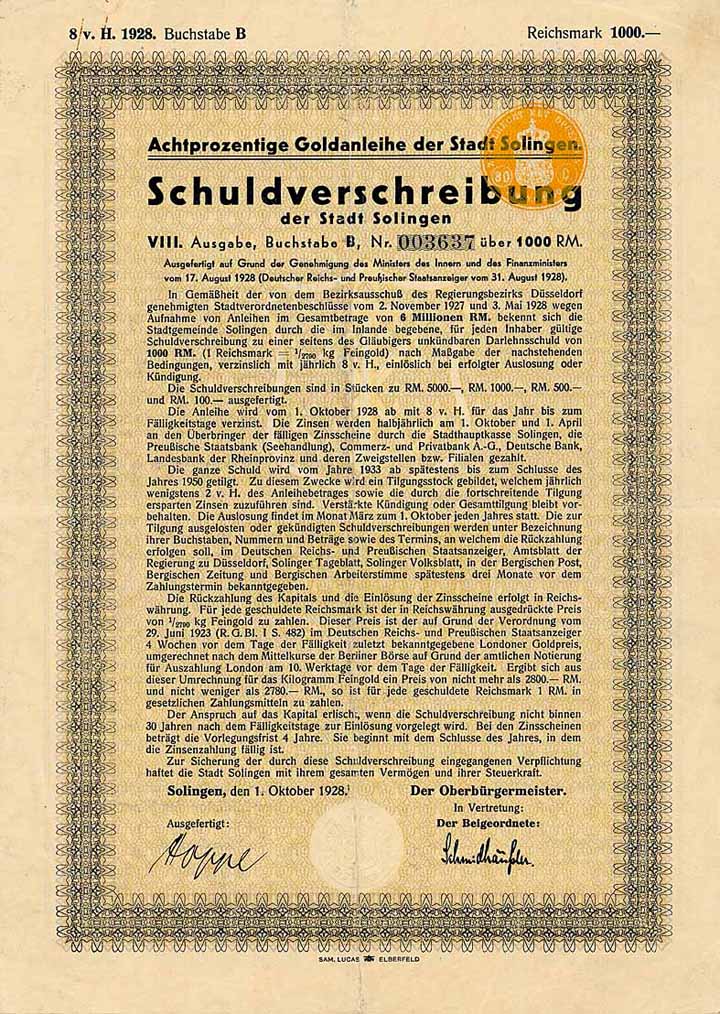 8 v. H. 1928. Buchstabe B
Reichsmark 1000.—
Achtprozentige Goldanleihe der Stadt Solingen.
Schuldverschreibung
der Stadt Solingen
VIII. Ausgabe, Buchstabe B, Nr. 003637 über 1000 RM.
Ausgefertigt auf Grund der Genehmigung des Ministers des Innern und des Finanzministers
vom 17. August 1928 (Deutscher Reichs- und Preußischer Staatsanzeiger vom 31. August 1928).
In Gemäßheit der von dem Bezirksausschuß des Regierungsbezirks Düsseldorf
genehmigten Stadtverordnetenbeschlüsse vom 2. November 1927 und 3. Mai 1928 wegen
Aufnahme von Anleihen im Gesamtbetrage von 6 Millionen RM. bekennt sich die
Stadtgemeinde Solingen durch die im Inlande begebene, für jeden Inhaber gültige
Schuldverschreibung zu einer seitens des Gläubigers unkündbaren Darlehnsschuld von
1000 RM. (1 Reichsmark = 1/2790 kg Feingold) nach Maßgabe der nachstehenden
Bedingungen, verzinslich mit jährlich 8 v. H., einlöslich bei erfolgter Auslosung oder
Kündigung.
Die Schuldverschreibungen sind in Stücken zu RM. 5000.—, RM. 1000.—, RM. 500.—
und RM. 100.— ausgefertigt.
Die Anleihe wird vom 1. Oktober 1928 ab mit 8 v. H. für das Jahr bis zum
Fälligkeitstage verzinst. Die Zinsen werden halbjährlich am 1. Oktober und 1. April
an den Überbringer der fälligen Zinsscheine durch die Stadthauptkasse Solingen, die
Preußische Staatsbank (Seehandlung), Commerz- und Privatbank A.-G., Deutsche Bank,
Landesbank der Rheinprovinz und deren Zweigstellen bzw. Filialen gezahlt.
Die ganze Schuld wird vom Jahre 1933 ab spätestens bis zum Schlusse des
Jahres 1950 getilgt. Zu diesem Zwecke wird ein Tilgungsstock gebildet, welchem jährlich
wenigstens 2 v. H. des Anleihebetrages sowie die durch die fortschreitende Tilgung
ersparten Zinsen zuzuführen sind. Verstärkte Kündigung oder Gesamttilgung bleibt vor-
behalten. Die Auslosung findet im Monat März zum 1. Oktober jeden Jahres statt. Die zur
Tilgung ausgelosten oder gekündigten Schuldverschreibungen werden unter Bezeichnung
ihrer Buchstaben, Nummern und Beträge sowie des Termins, an welchem die Rückzahlung
erfolgen soll, im Deutschen Reichs- und Preußischen Staatsanzeiger, Amtsblatt der
Regierung zu Düsseldorf, Solinger Tageblatt, Solinger Volksblatt, in der Bergischen Post,
Bergischen Zeitung und Bergischen Arbeiterstimme spätestens drei Monate vor dem
Zahlungstermin bekanntgegeben.
Die Rückzahlung des Kapitals und die Einlösung der Zinsscheine erfolgt in Reichs-
währung. Für jede geschuldete Reichsmark ist der in Reichswährung ausgedrückte Preis
von 1/2790 kg Feingold zu zahlen. Dieser Preis ist der auf Grund der Verordnung vom
29. Juni 1923 (R. G. Bl. I S. 482) im Deutschen Reichs- und Preußischen Staatsanzeiger
4 Wochen vor dem Tage der Fälligkeit zuletzt bekanntgegebene Londoner Goldpreis,
umgerechnet nach dem Mittelkurse der Berliner Börse auf Grund der amtlichen Notierung
für Auszahlung London am 10. Werktage vor dem Tage der Fälligkeit. Ergibt sich aus
dieser Umrechnung für das Kilogramm Feingold ein Preis von nicht mehr als 2800.— RM.
und nicht weniger als 2780.— RM., so ist für jede geschuldete Reichsmark 1 RM. in
gesetzlichen Zahlungsmitteln zu zahlen.
Der Anspruch auf das Kapital erlischt, wenn die Schuldverschreibung nicht binnen
30 Jahren nach dem Fälligkeitstage zur Einlösung vorgelegt wird. Bei den Zinsscheinen
beträgt die Vorlegungsfrist 4 Jahre. Sie beginnt mit dem Schlusse des Jahres, in dem
die Zinsenzahlung fällig ist.
Zur Sicherung der durch diese Schuldverschreibung eingegangenen Verpflichtung
haftet die Stadt Solingen mit ihrem gesamten Vermögen und ihrer Steuerkraft.
Solingen, den 1. Oktober 1928.
Der Oberbürgermeister.
In Vertretung:
Ausgefertigt:
Der Beigeordnete:
Hoppe
Schmidhäußler.
SAM. LUCAS ELBERFELD